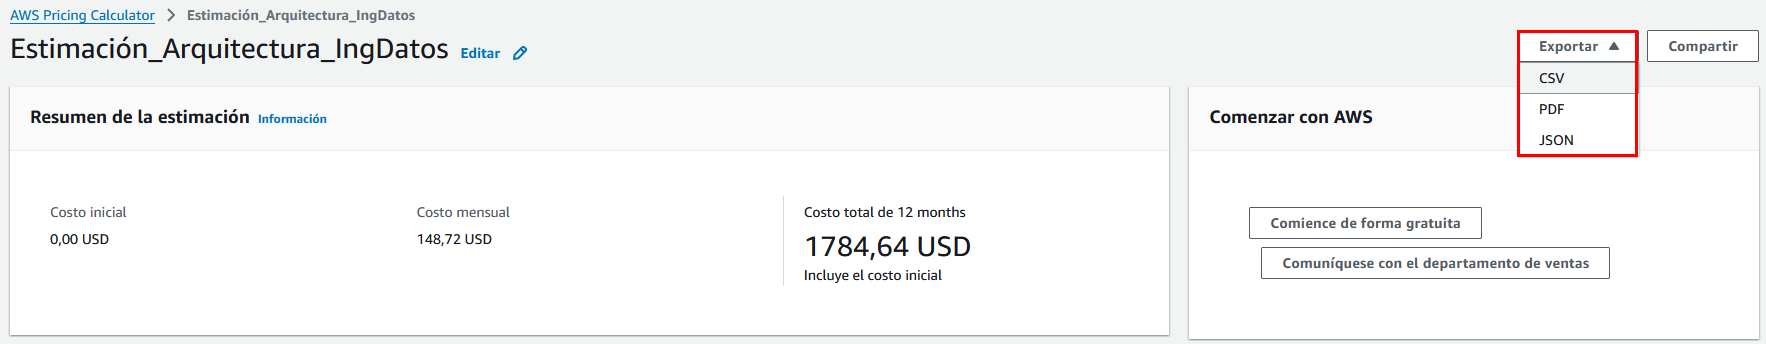 AWS Pricing Calculator > Estimación_Arquitectura_IngDatos
Estimación_Arquitectura_IngDatos Editar
Exportar Compartir
CSV
PDF
JSON
Resumen de la estimación Información
Costo inicial
0,00 USD
Costo mensual
148,72 USD
Costo total de 12 months
1784,64 USD
Incluye el costo inicial
Comenzar con AWS
Comience de forma gratuita
Comuníquese con el departamento de ventas